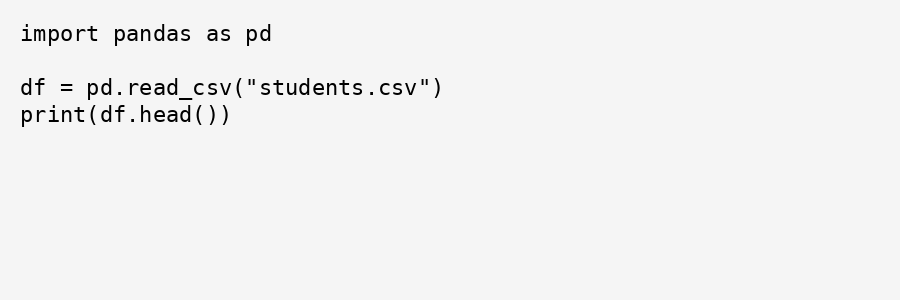 import pandas as pd

df = pd.read_csv("students.csv")
print(df.head())